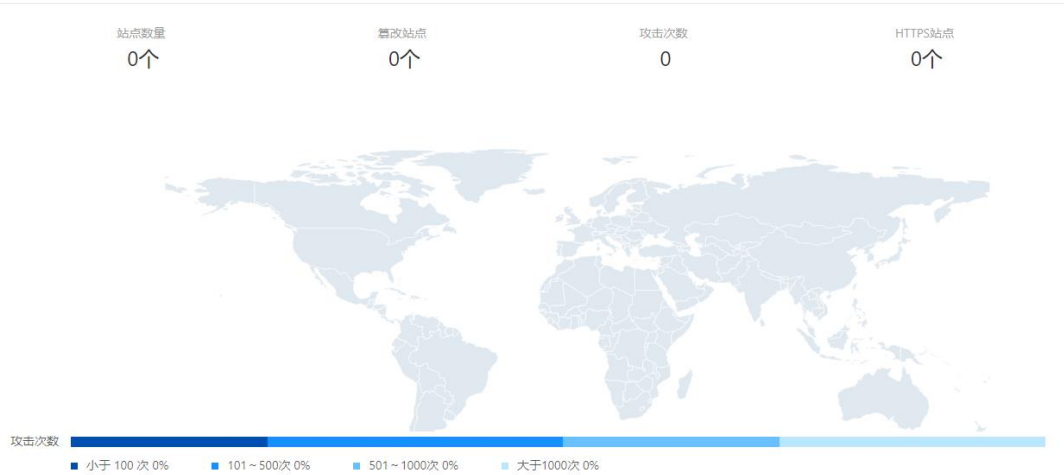 站点数量 篡改站点 攻击次数 HTTPS站点
0个 0个 0 0个
攻击次数
小于 100 次 0% 101～500次 0% 501～1000次 0% 大于1000次 0%